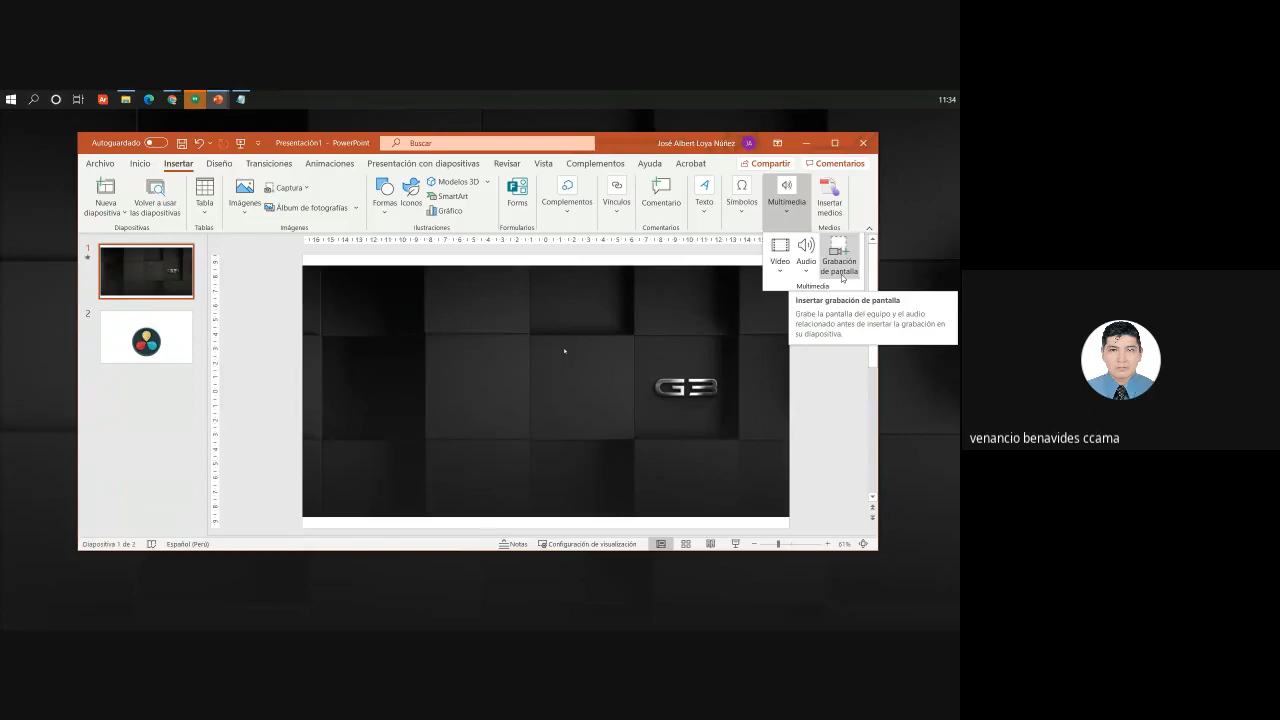 11:34
Autoguardado
Presentación1 - PowerPoint
Buscar
José Albert Loya Núñez
JA
Archivo Inicio Insertar Diseño Transiciones Animaciones Presentación con diapositivas Revisar Vista Complementos Ayuda Acrobat Compartir Comentarios
Nueva diapositiva
Volver a usar las diapositivas
Diapositivas
Tabla
Tablas
Imágenes
Captura
Álbum de fotografías
Imágenes
Formas
Iconos
Modelos 3D
SmartArt
Gráfico
Ilustraciones
Forms
Complementos
Vínculos
Comentario
Comentarios
Texto
Símbolos
Multimedia
Insertar medios
Medios
Vídeo
Audio
Grabación de pantalla
Multimedia
Insertar grabación de pantalla
Grabe la pantalla del equipo y el audio
relacionado antes de insertar la grabación en
su diapositiva.
1
2
G3
venancio benavides ccama
Diapositiva 1 de 2
Español (Perú)
Notas
Configuración de visualización
61%